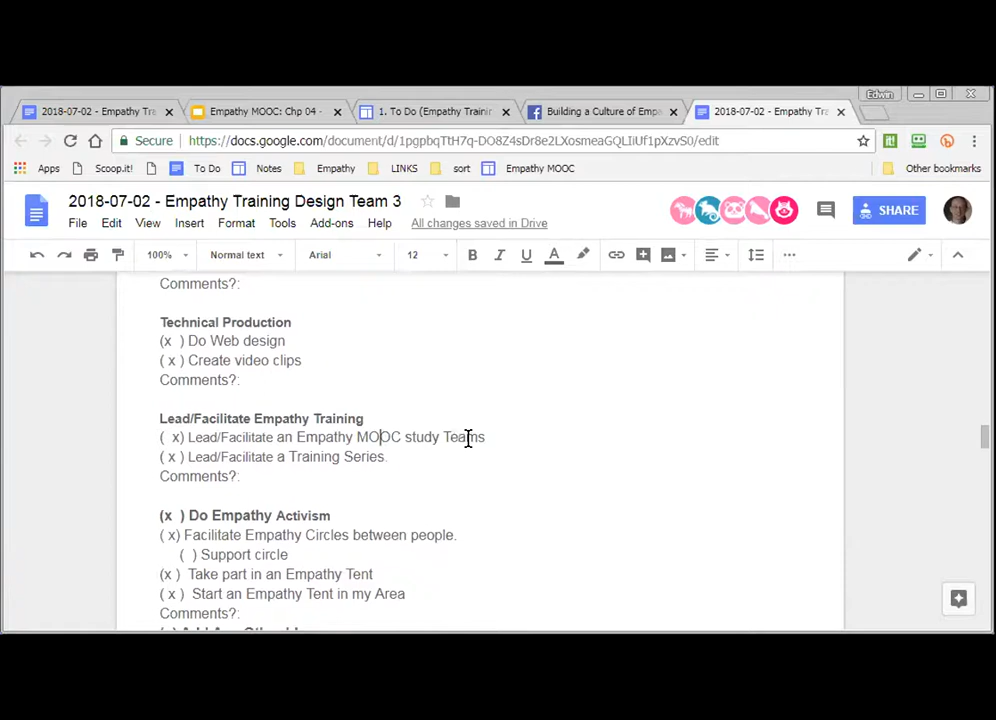 Edwin
2018-07-02 - Empathy Tra
Empathy MOOC: Chp 04 -
1. To Do (Empathy Trainir
Building a Culture of Empa
2018-07-02 - Empathy Tra
Secure
https://docs.google.com/document/d/1pgpbqTtH7q-DO8Z4sDr8e2LXosmeaGQLIiUf1pXzvS0/edit
Apps
Scoop.it!
To Do
Notes
Empathy
LINKS
sort
Empathy MOOC
Other bookmarks
2018-07-02 - Empathy Training Design Team 3
File Edit View Insert Format Tools Add-ons Help All changes saved in Drive
SHARE
100% Normal text Arial 12 B I U A
Comments?:
Technical Production
(x ) Do Web design
( x ) Create video clips
Comments?:
Lead/Facilitate Empathy Training
( x) Lead/Facilitate an Empathy MOOC study Teams
( x ) Lead/Facilitate a Training Series.
Comments?:
(x ) Do Empathy Activism
( x) Facilitate Empathy Circles between people.
( ) Support circle
(x ) Take part in an Empathy Tent
( x ) Start an Empathy Tent in my Area
Comments?: